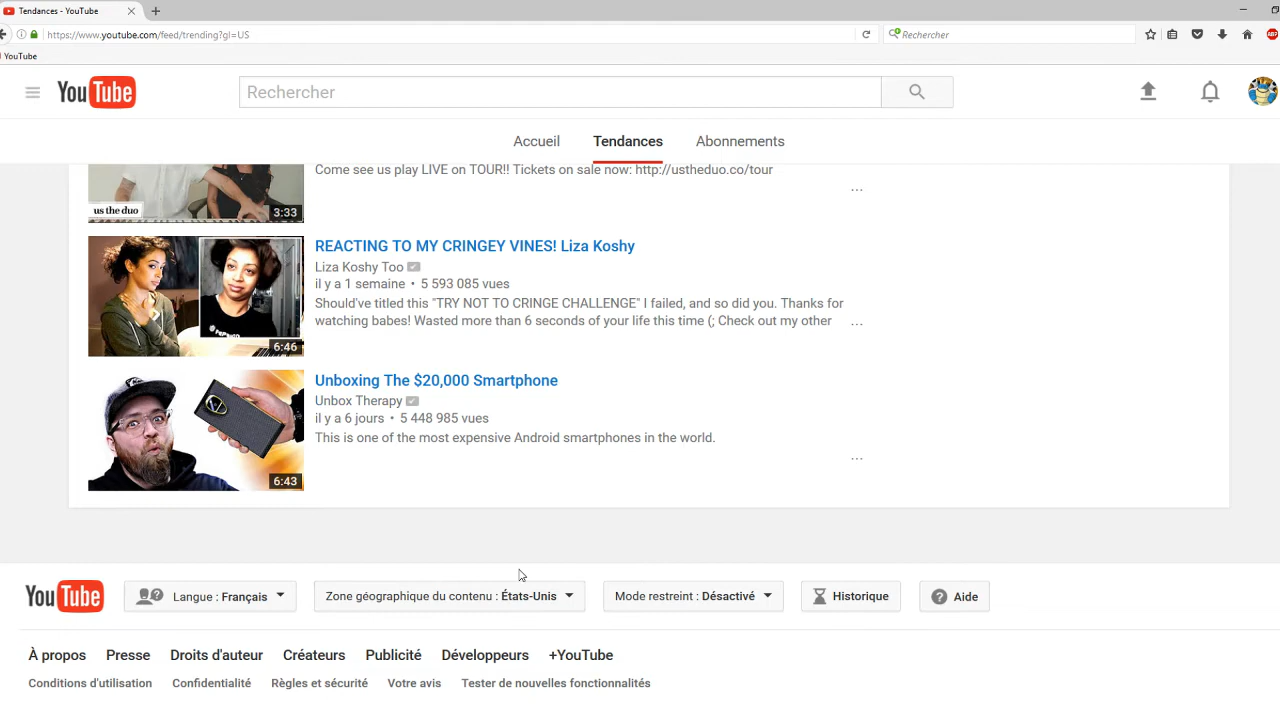 Tendances - YouTube
https://www.youtube.com/feed/trending?gl=US
Rechercher
YouTube
YouTube
Rechercher
Accueil Tendances Abonnements
Come see us play LIVE on TOUR!! Tickets on sale now: http://ustheduo.co/tour
...
us the duo
3:33
REACTING TO MY CRINGEY VINES! Liza Koshy
Liza Koshy Too
il y a 1 semaine • 5 593 085 vues
Should've titled this "TRY NOT TO CRINGE CHALLENGE" I failed, and so did you. Thanks for
watching babes! Wasted more than 6 seconds of your life this time (; Check out my other
...
6:46
Unboxing The $20,000 Smartphone
Unbox Therapy
il y a 6 jours • 5 448 985 vues
This is one of the most expensive Android smartphones in the world.
...
6:43
YouTube
Langue : Français
Zone géographique du contenu : États-Unis
Mode restreint : Désactivé
Historique
Aide
À propos Presse Droits d'auteur Créateurs Publicité Développeurs +YouTube
Conditions d'utilisation Confidentialité Règles et sécurité Votre avis Tester de nouvelles fonctionnalités